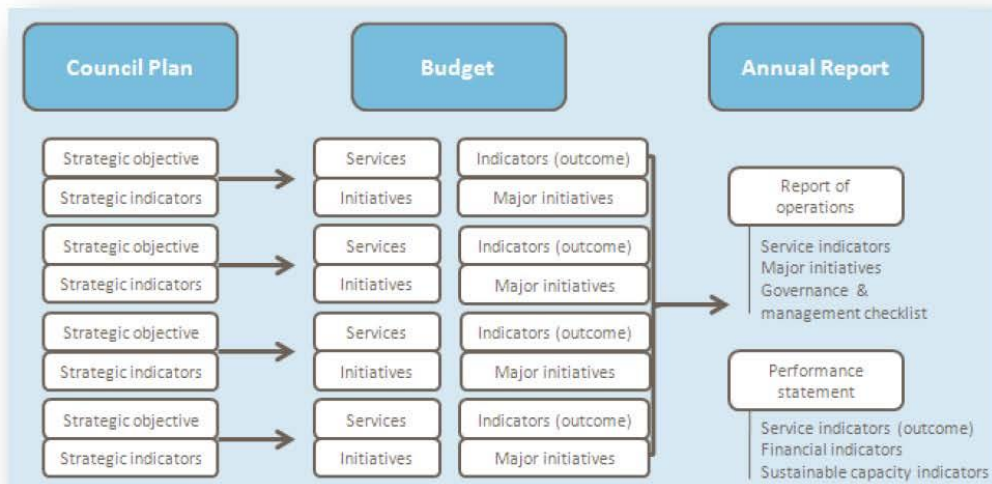 Council Plan
Budget
Annual Report
Strategic objective
Strategic indicators
Services
Initiatives
Indicators (outcome)
Major initiatives
Strategic objective
Strategic indicators
Services
Initiatives
Indicators (outcome)
Major initiatives
Strategic objective
Strategic indicators
Services
Initiatives
Indicators (outcome)
Major initiatives
Strategic objective
Strategic indicators
Services
Initiatives
Indicators (outcome)
Major initiatives
Report of
operations
Service indicators
Major initiatives
Governance &
management checklist
Performance
statement
Service indicators (outcome)
Financial indicators
Sustainable capacity indicators